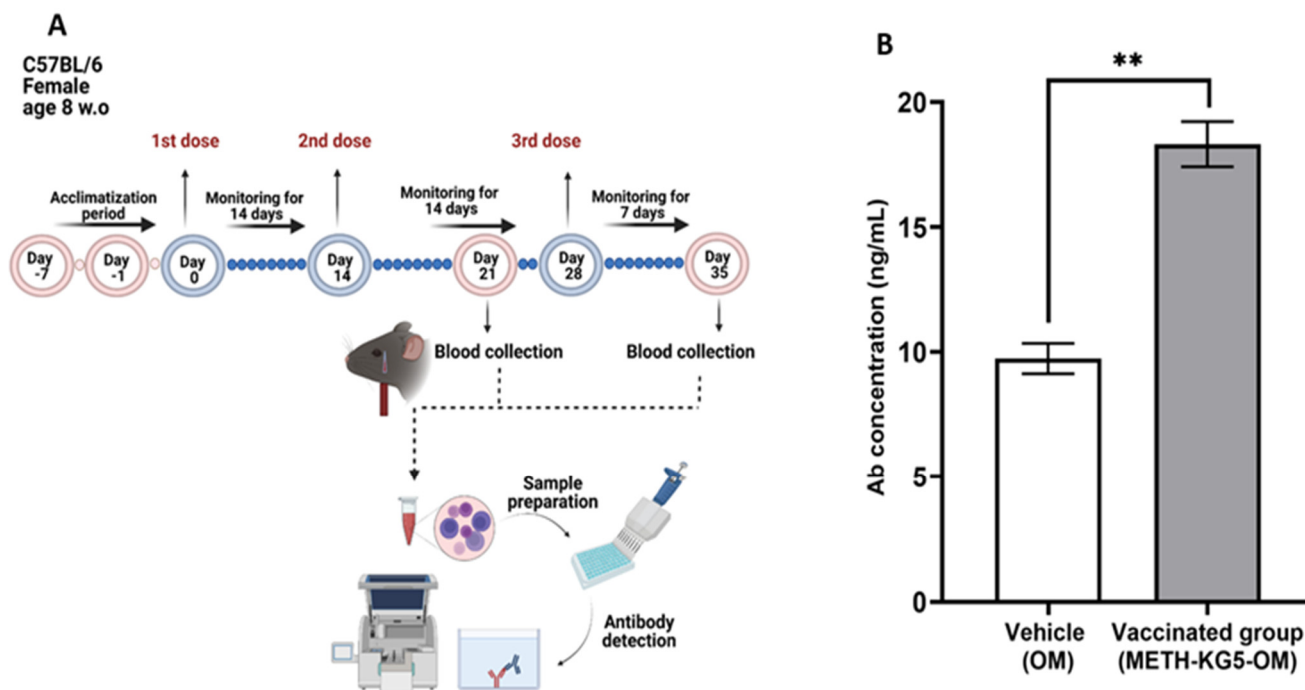 A
C57BL/6
Female
age 8 w.o
1st dose
2nd dose
3rd dose
Acclimatization
period
Monitoring for
14 days
Monitoring for
14 days
Monitoring for
7 days
Day
-7
Day
-1
Day
0
Day
14
Day
21
Day
28
Day
35
Blood collection
Blood collection
Sample
preparation
Antibody
detection
B
**
Ab concentration (ng/mL)
20
15
10
5
0
Vehicle
(OM)
Vaccinated group
(METH-KG5-OM)